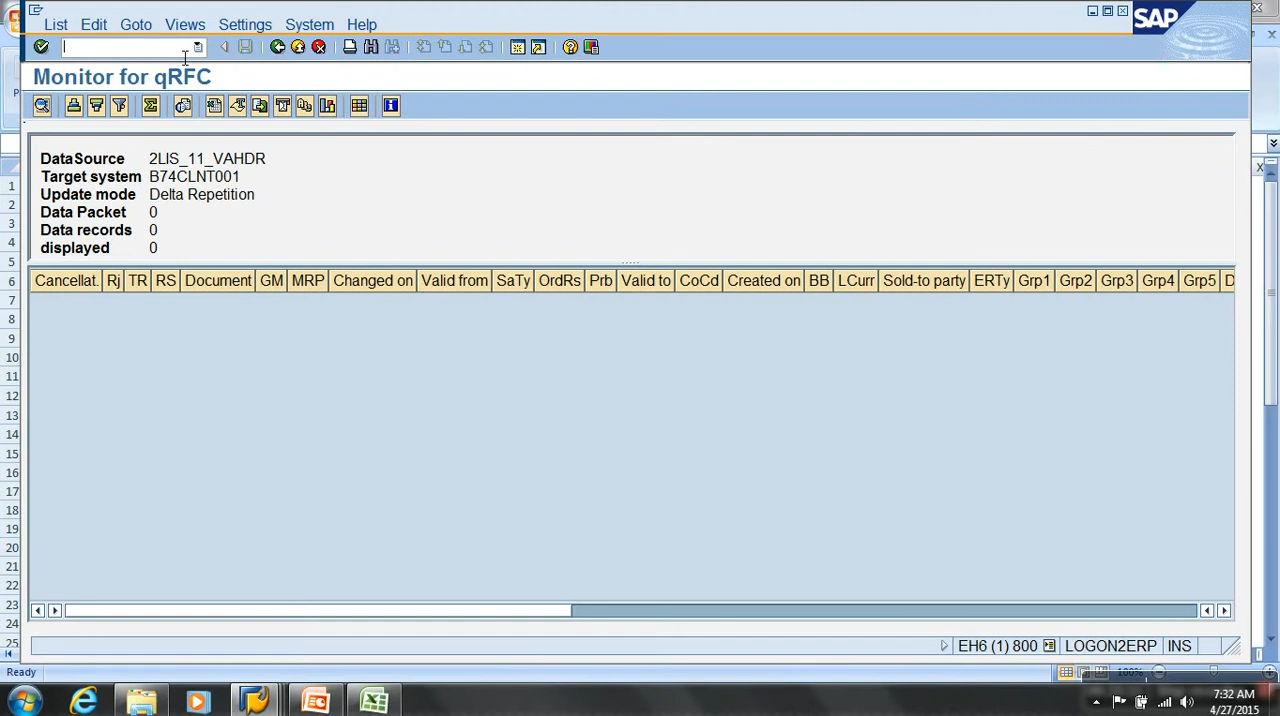 List Edit Goto Views Settings System Help
SAP
Monitor for qRFC
DataSource 2LIS_11_VAHDR
Target system B74CLNT001
Update mode Delta Repetition
Data Packet 0
Data records 0
displayed 0
Cancellat. Rj TR RS Document GM MRP Changed on Valid from SaTy OrdRs Prb Valid to CoCd Created on BB LCurr Sold-to party ERTy Grp1 Grp2 Grp3 Grp4 Grp5 D
1
2
3
4
5
6
7
8
9
10
11
12
13
14
15
16
17
18
19
20
21
22
23
24
25
EH6 (1) 800 LOGON2ERP INS
Ready 100%
7:32 AM
4/27/2015